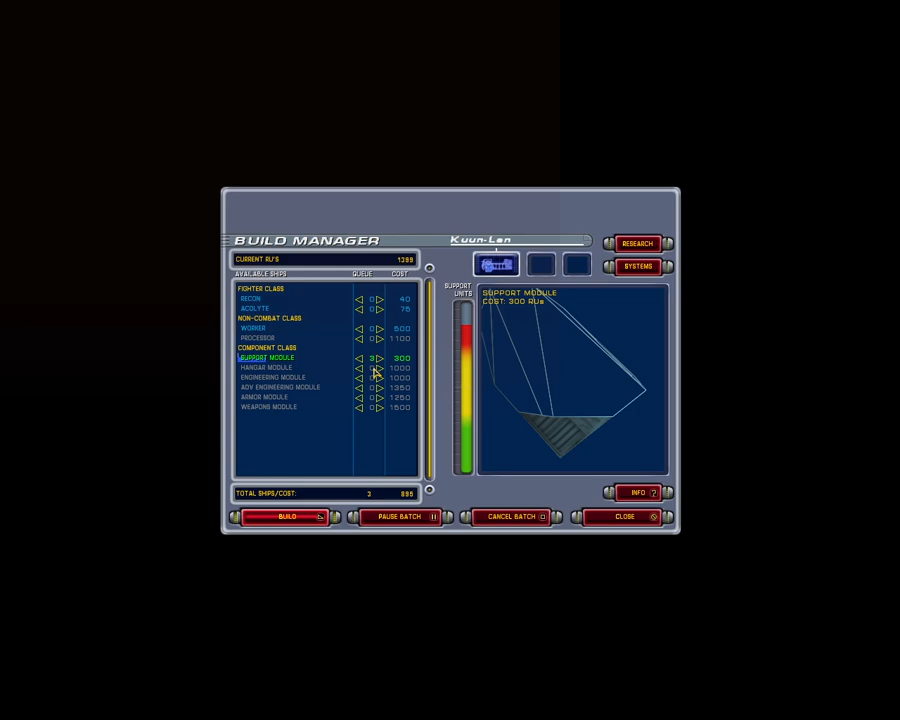 BUILD MANAGER
Kuun-Lan
RESEARCH
CURRENT RU'S 1399
SYSTEMS
AVAILABLE SHIPS QUEUE COST
SUPPORT UNITS
FIGHTER CLASS
RECON 0 40
ACOLYTE 0 75
NON-COMBAT CLASS
WORKER 0 500
PROCESSOR 0 1100
COMPONENT CLASS
SUPPORT MODULE 3 300
HANGAR MODULE 0 1000
ENGINEERING MODULE 0 1000
ADV ENGINEERING MODULE 0 1350
ARMOR MODULE 0 1250
WEAPONS MODULE 0 1500
SUPPORT MODULE
COST: 300 RUs
TOTAL SHIPS/COST: 3 895
INFO ?
BUILD
PAUSE BATCH
CANCEL BATCH
CLOSE